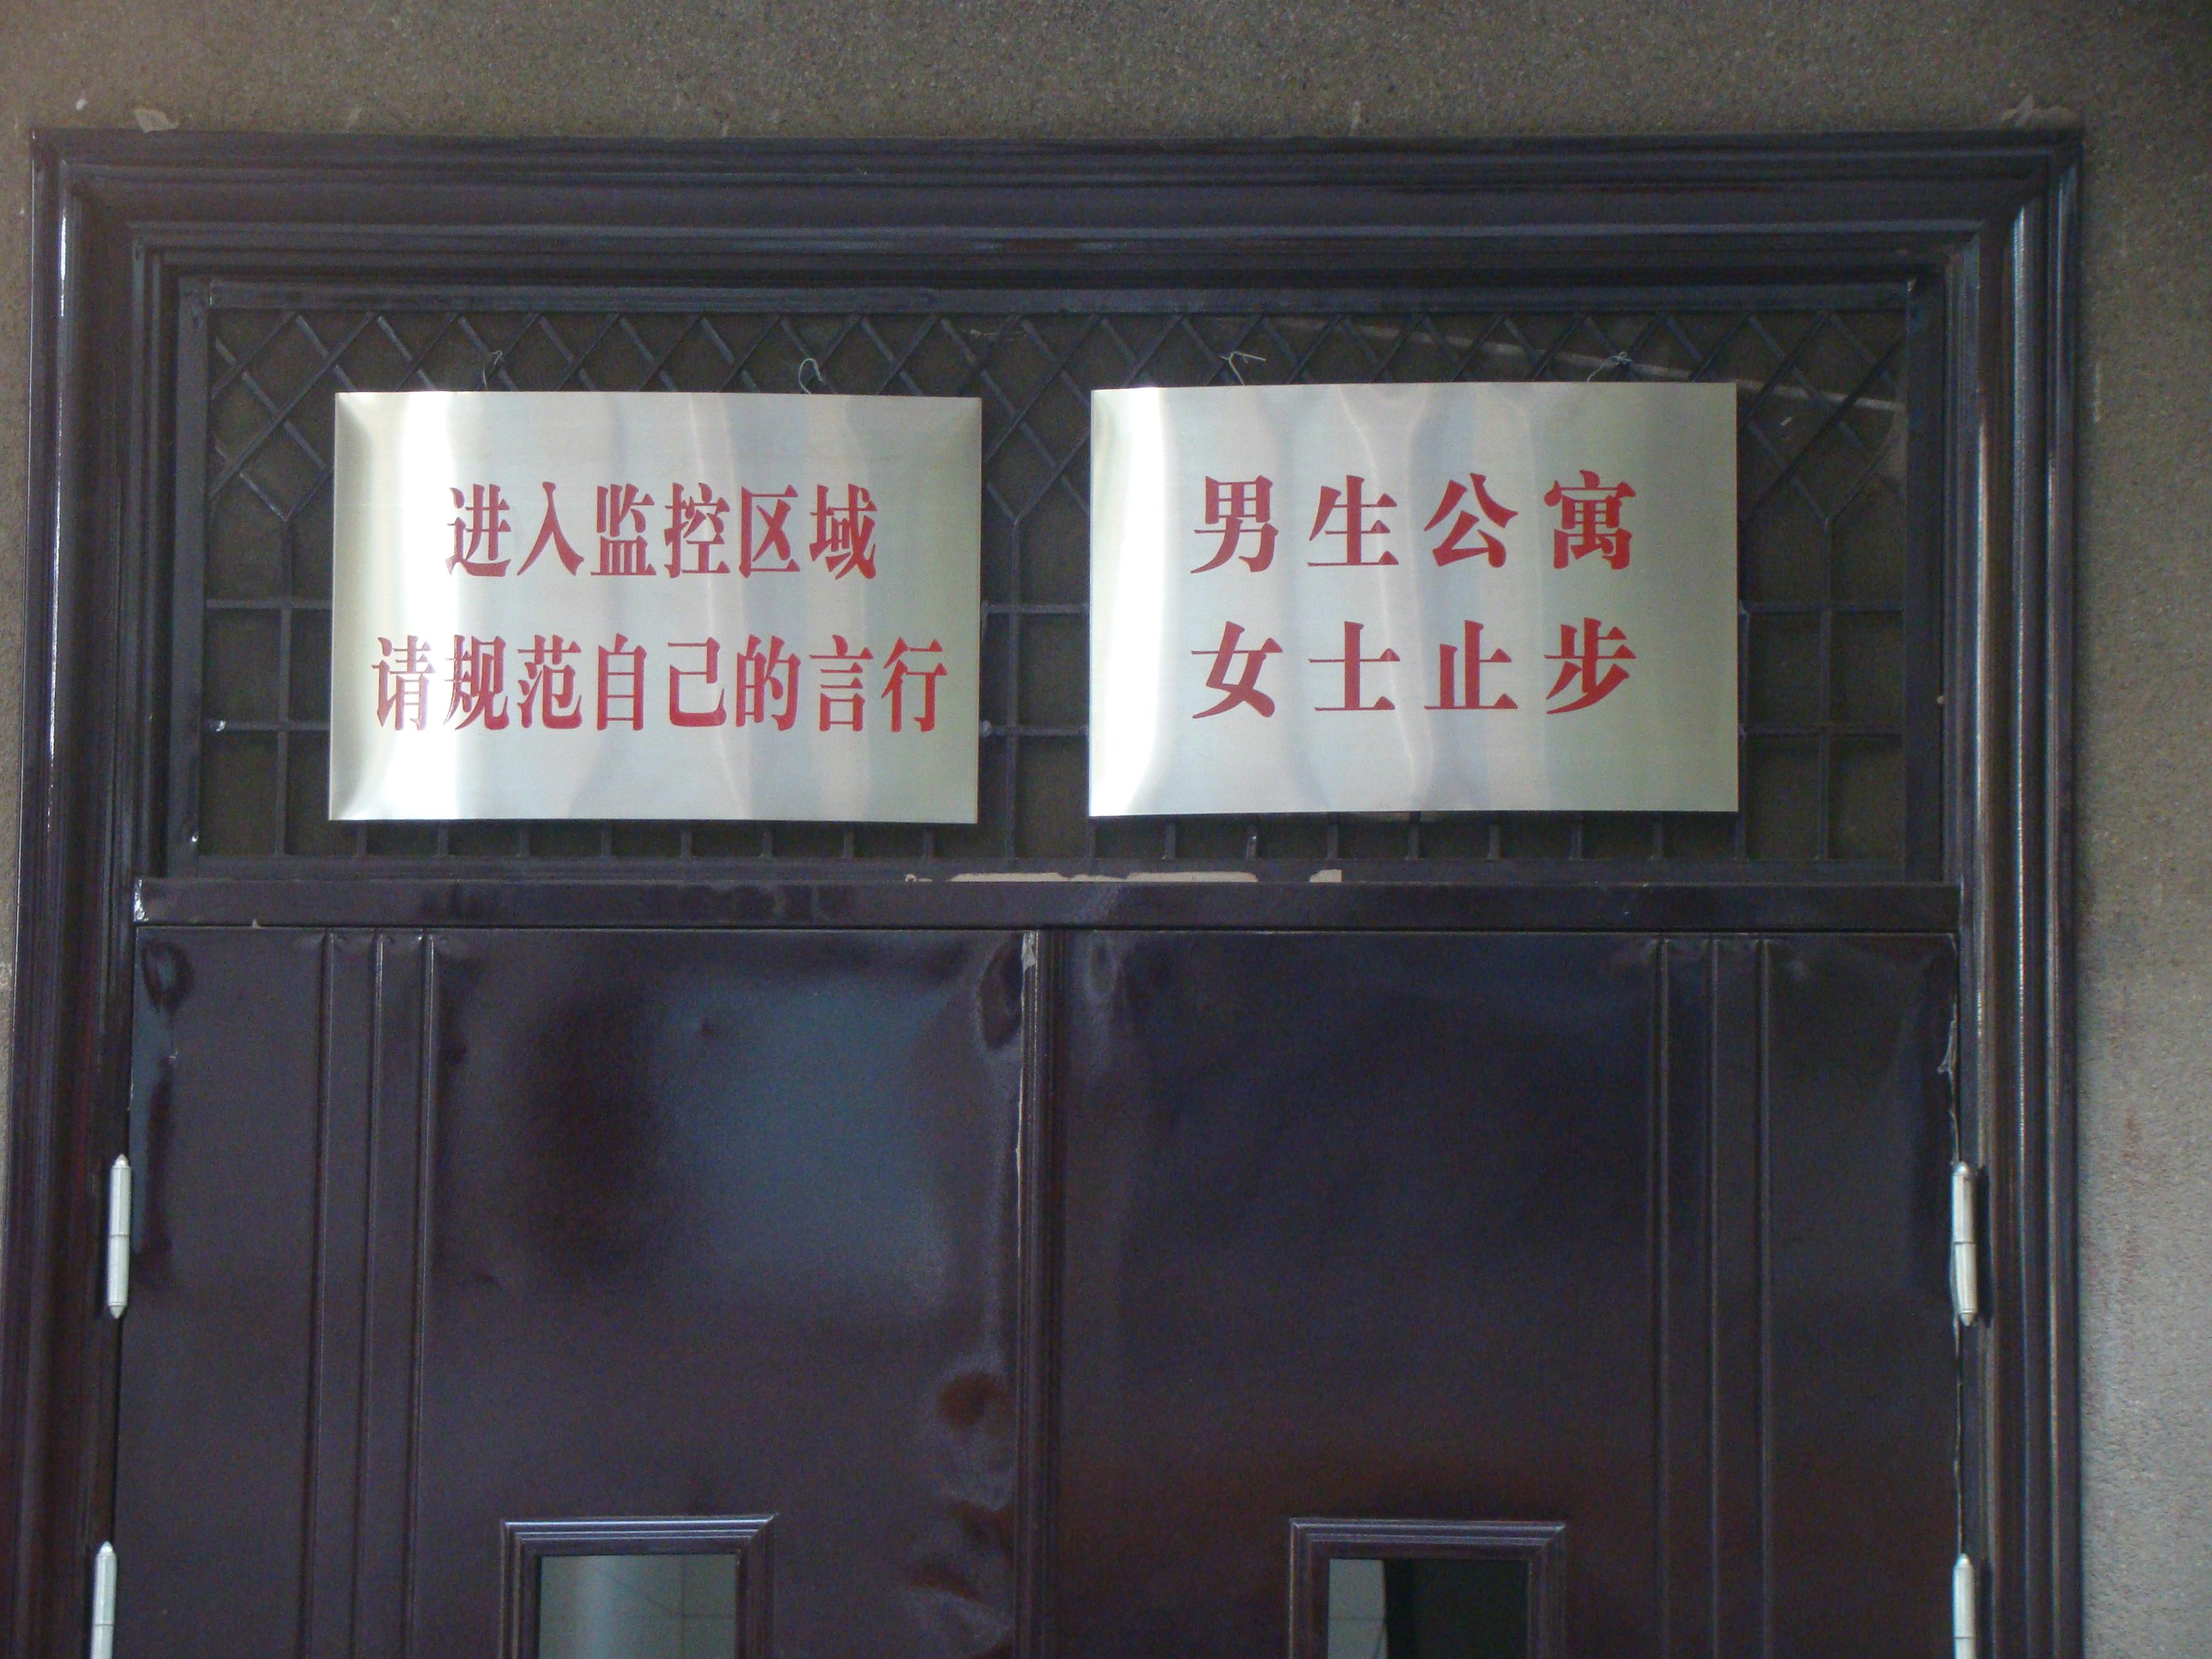 进入监控区域
请规范自己的言行
男生公寓
女士止步